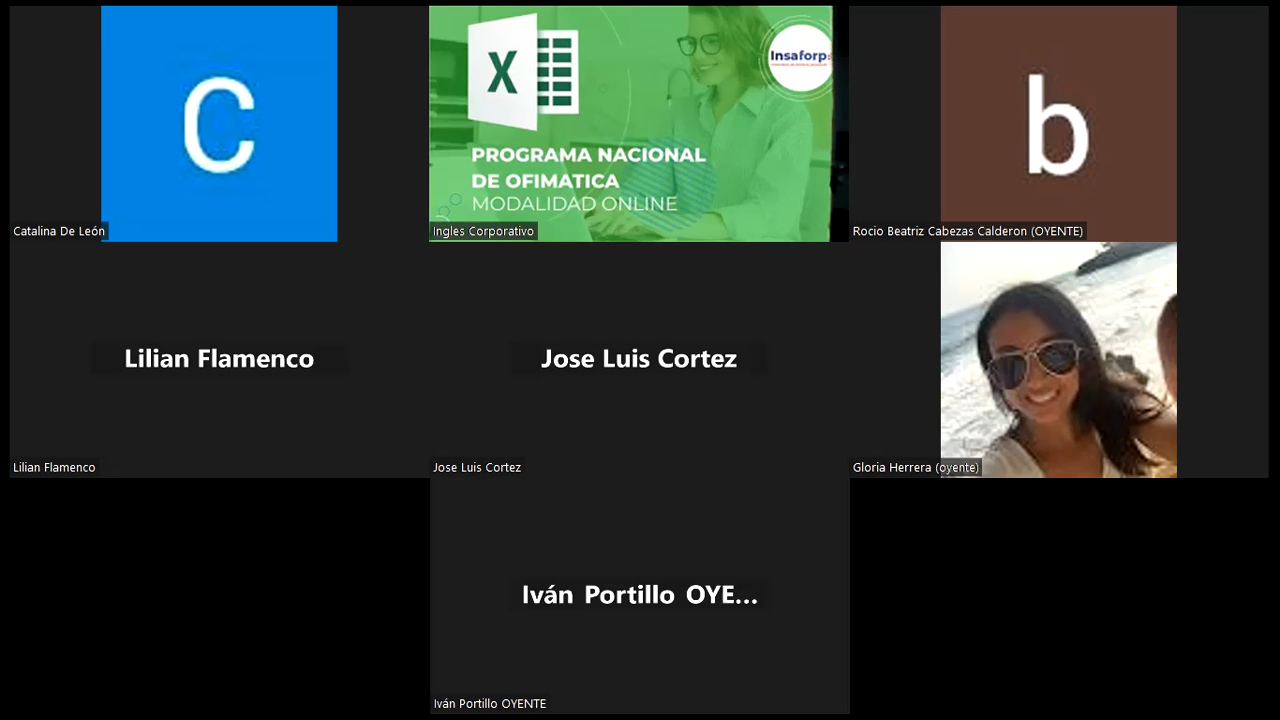 C
Catalina De León
X
Insaforp
PROGRAMA NACIONAL
DE OFIMATICA
MODALIDAD ONLINE
Ingles Corporativo
b
Rocio Beatriz Cabezas Calderon (OYENTE)
Lilian Flamenco
Lilian Flamenco
Jose Luis Cortez
Jose Luis Cortez
Gloria Herrera (oyente)
Iván Portillo OYE...
Iván Portillo OYENTE